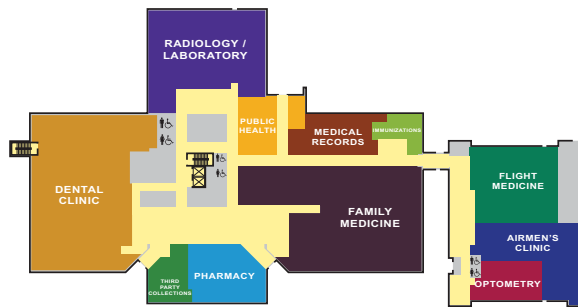 RADIOLOGY /
LABORATORY
PUBLIC
HEALTH
MEDICAL
RECORDS
IMMUNIZATIONS
DENTAL
CLINIC
FAMILY
MEDICINE
FLIGHT
MEDICINE
AIRMEN'S
CLINIC
OPTOMETRY
THIRD
PARTY
COLLECTIONS
PHARMACY